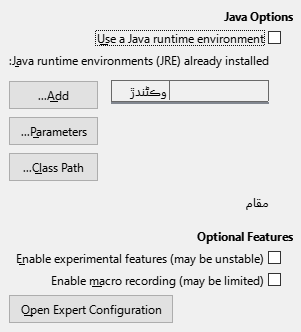 Java Options
Use a Java runtime environment
:Java runtime environments (JRE) already installed
وڪڻندڙ
...Add
...Parameters
...Class Path
مقام
Optional Features
Enable experimental features (may be unstable)
Enable macro recording (may be limited)
Open Expert Configuration